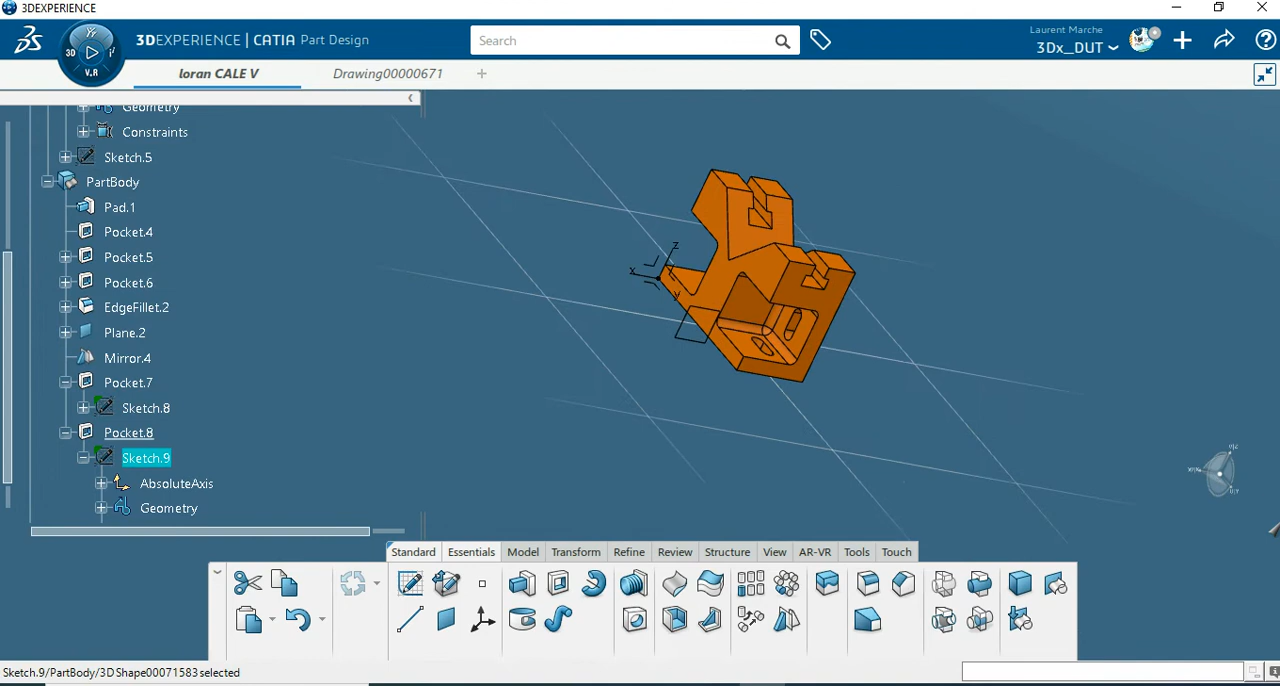 3DEXPERIENCE
3DEXPERIENCE | CATIA Part Design
Search
Laurent Marche
3Dx_DUT
3D
V.R
loran CALE V
Drawing00000671
Geometry
Constraints
Sketch.5
PartBody
Pad.1
Pocket.4
Pocket.5
Pocket.6
EdgeFillet.2
Plane.2
Mirror.4
Pocket.7
Sketch.8
Pocket.8
Sketch.9
AbsoluteAxis
Geometry
z
x
y
Standard
Essentials
Model
Transform
Refine
Review
Structure
View
AR-VR
Tools
Touch
Sketch.9/PartBody/3DShape00071583 selected